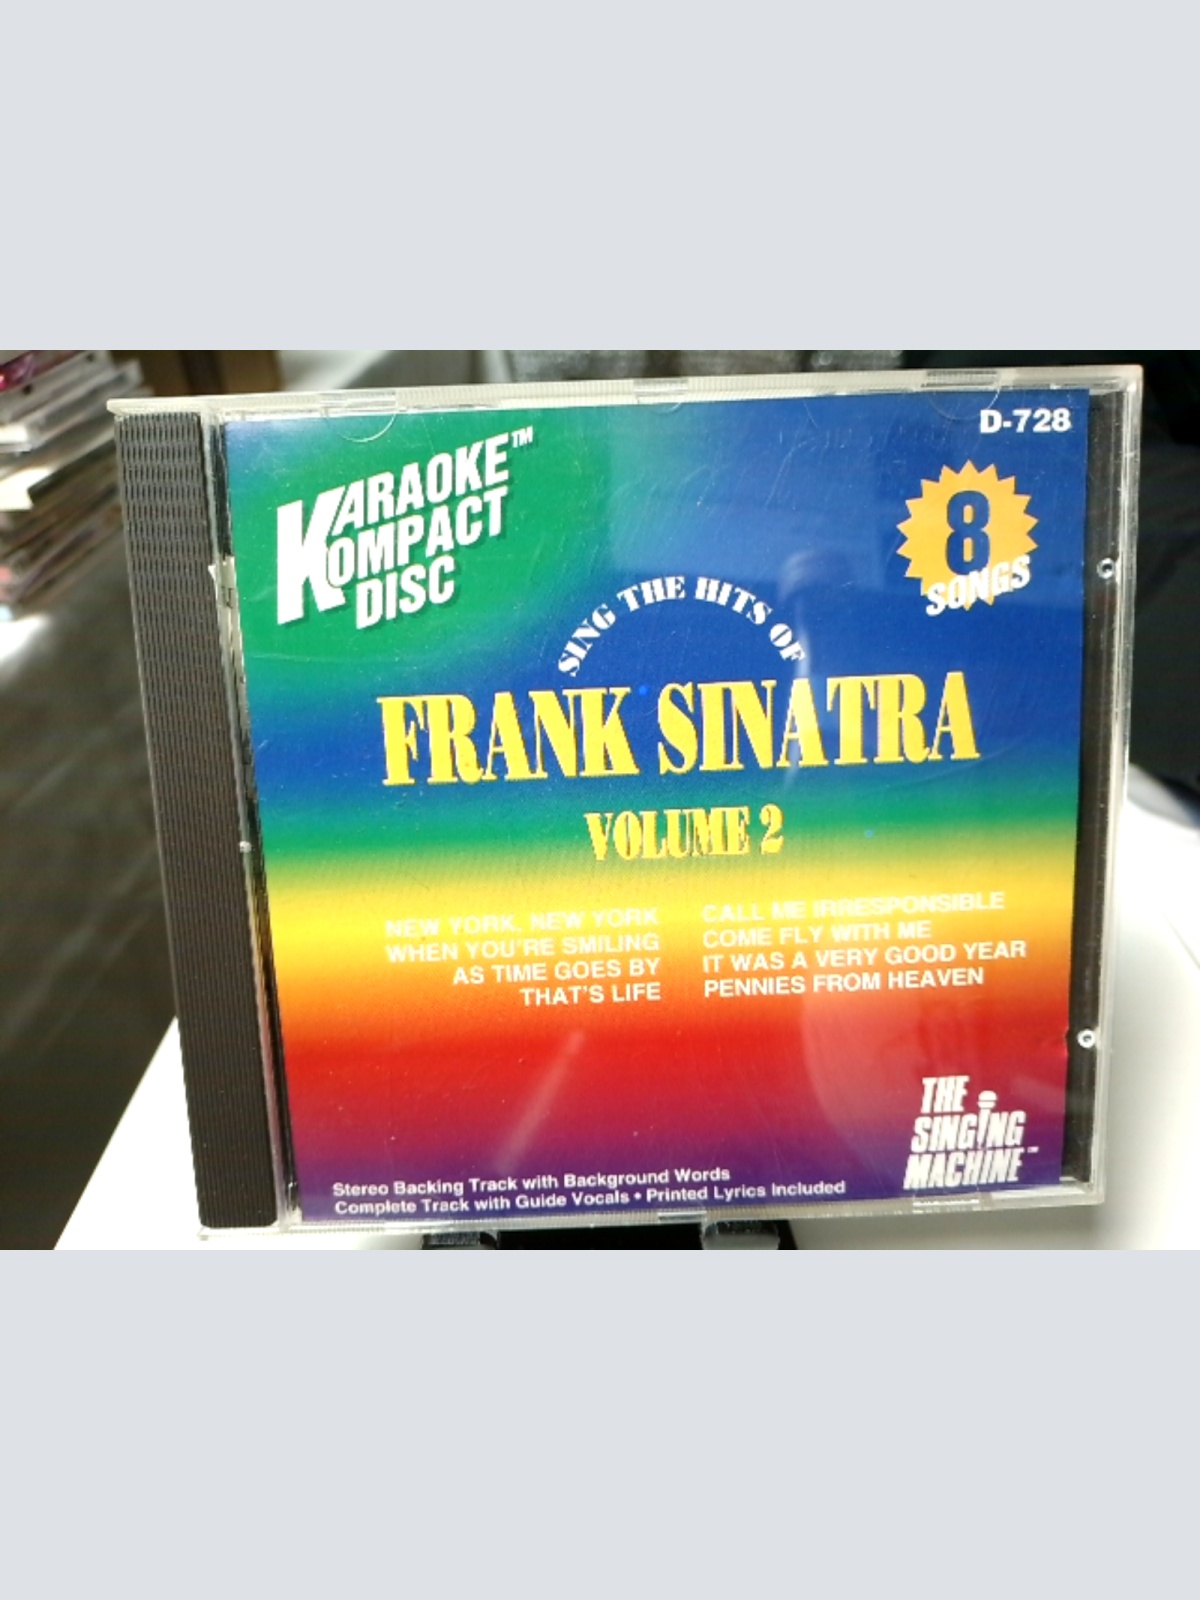 D-728
KARAOKE™
KOMPACT
DISC
8
SONGS
SING THE HITS OF
FRANK SINATRA
VOLUME 2
NEW YORK, NEW YORK
WHEN YOU'RE SMILING
AS TIME GOES BY
THAT'S LIFE
CALL ME IRRESPONSIBLE
COME FLY WITH ME
IT WAS A VERY GOOD YEAR
PENNIES FROM HEAVEN
THE
SINGING
MACHINE™
Stereo Backing Track with Background Words
Complete Track with Guide Vocals • Printed Lyrics Included